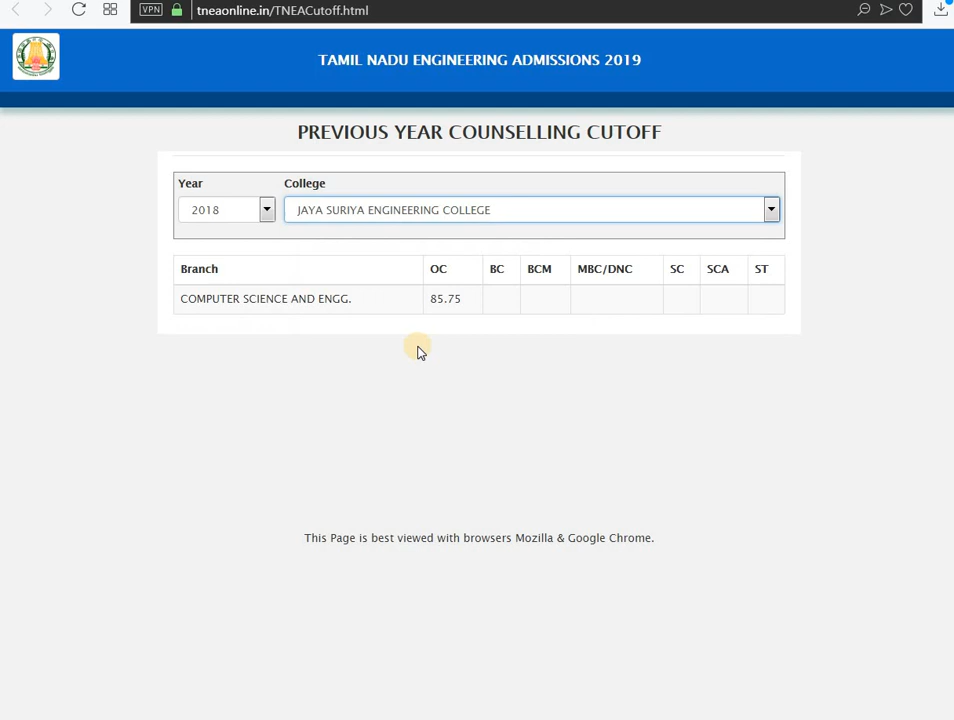 VPN tneaonline.in/TNEACutoff.html
TAMIL NADU ENGINEERING ADMISSIONS 2019
PREVIOUS YEAR COUNSELLING CUTOFF
Year College
2018 JAYA SURIYA ENGINEERING COLLEGE
Branch OC BC BCM MBC/DNC SC SCA ST
COMPUTER SCIENCE AND ENGG. 85.75
This Page is best viewed with browsers Mozilla & Google Chrome.